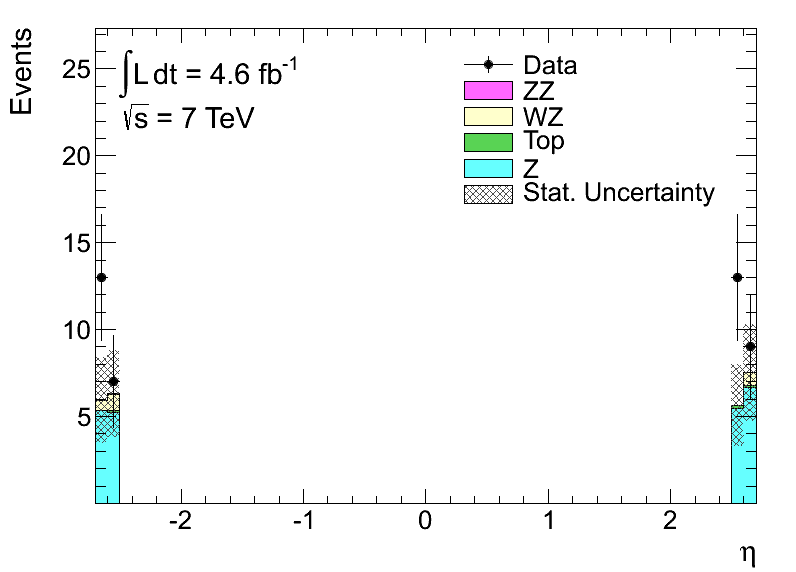 Events
∫L dt = 4.6 fb⁻¹
√s = 7 TeV
Data
ZZ
WZ
Top
Z
Stat. Uncertainty
25
20
15
10
5
-2 -1 0 1 2
η